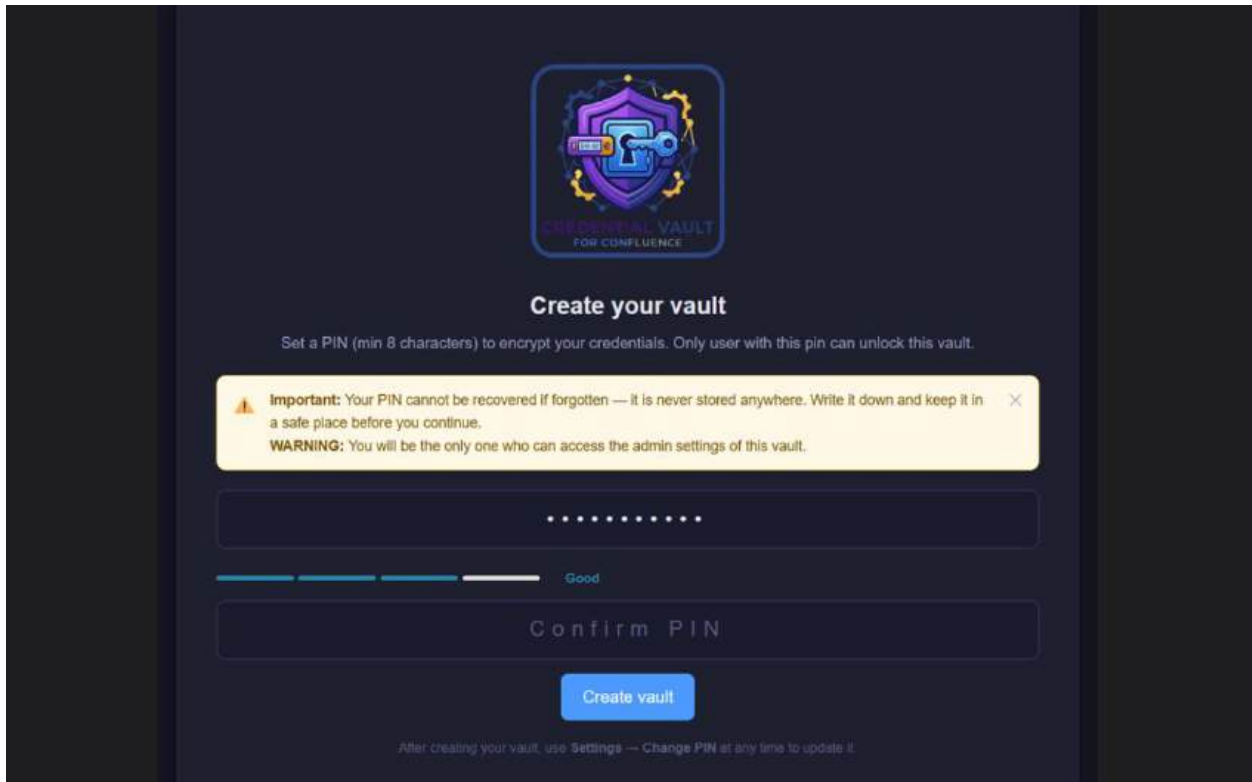 CREDENTIAL VAULT
FOR CONFLUENCE
Create your vault
Set a PIN (min 8 characters) to encrypt your credentials. Only user with this pin can unlock this vault.
Important: Your PIN cannot be recovered if forgotten — it is never stored anywhere. Write it down and keep it in
a safe place before you continue.
WARNING: You will be the only one who can access the admin settings of this vault.
Good
Confirm PIN
Create vault
After creating your vault, use Settings — Change PIN at any time to update it